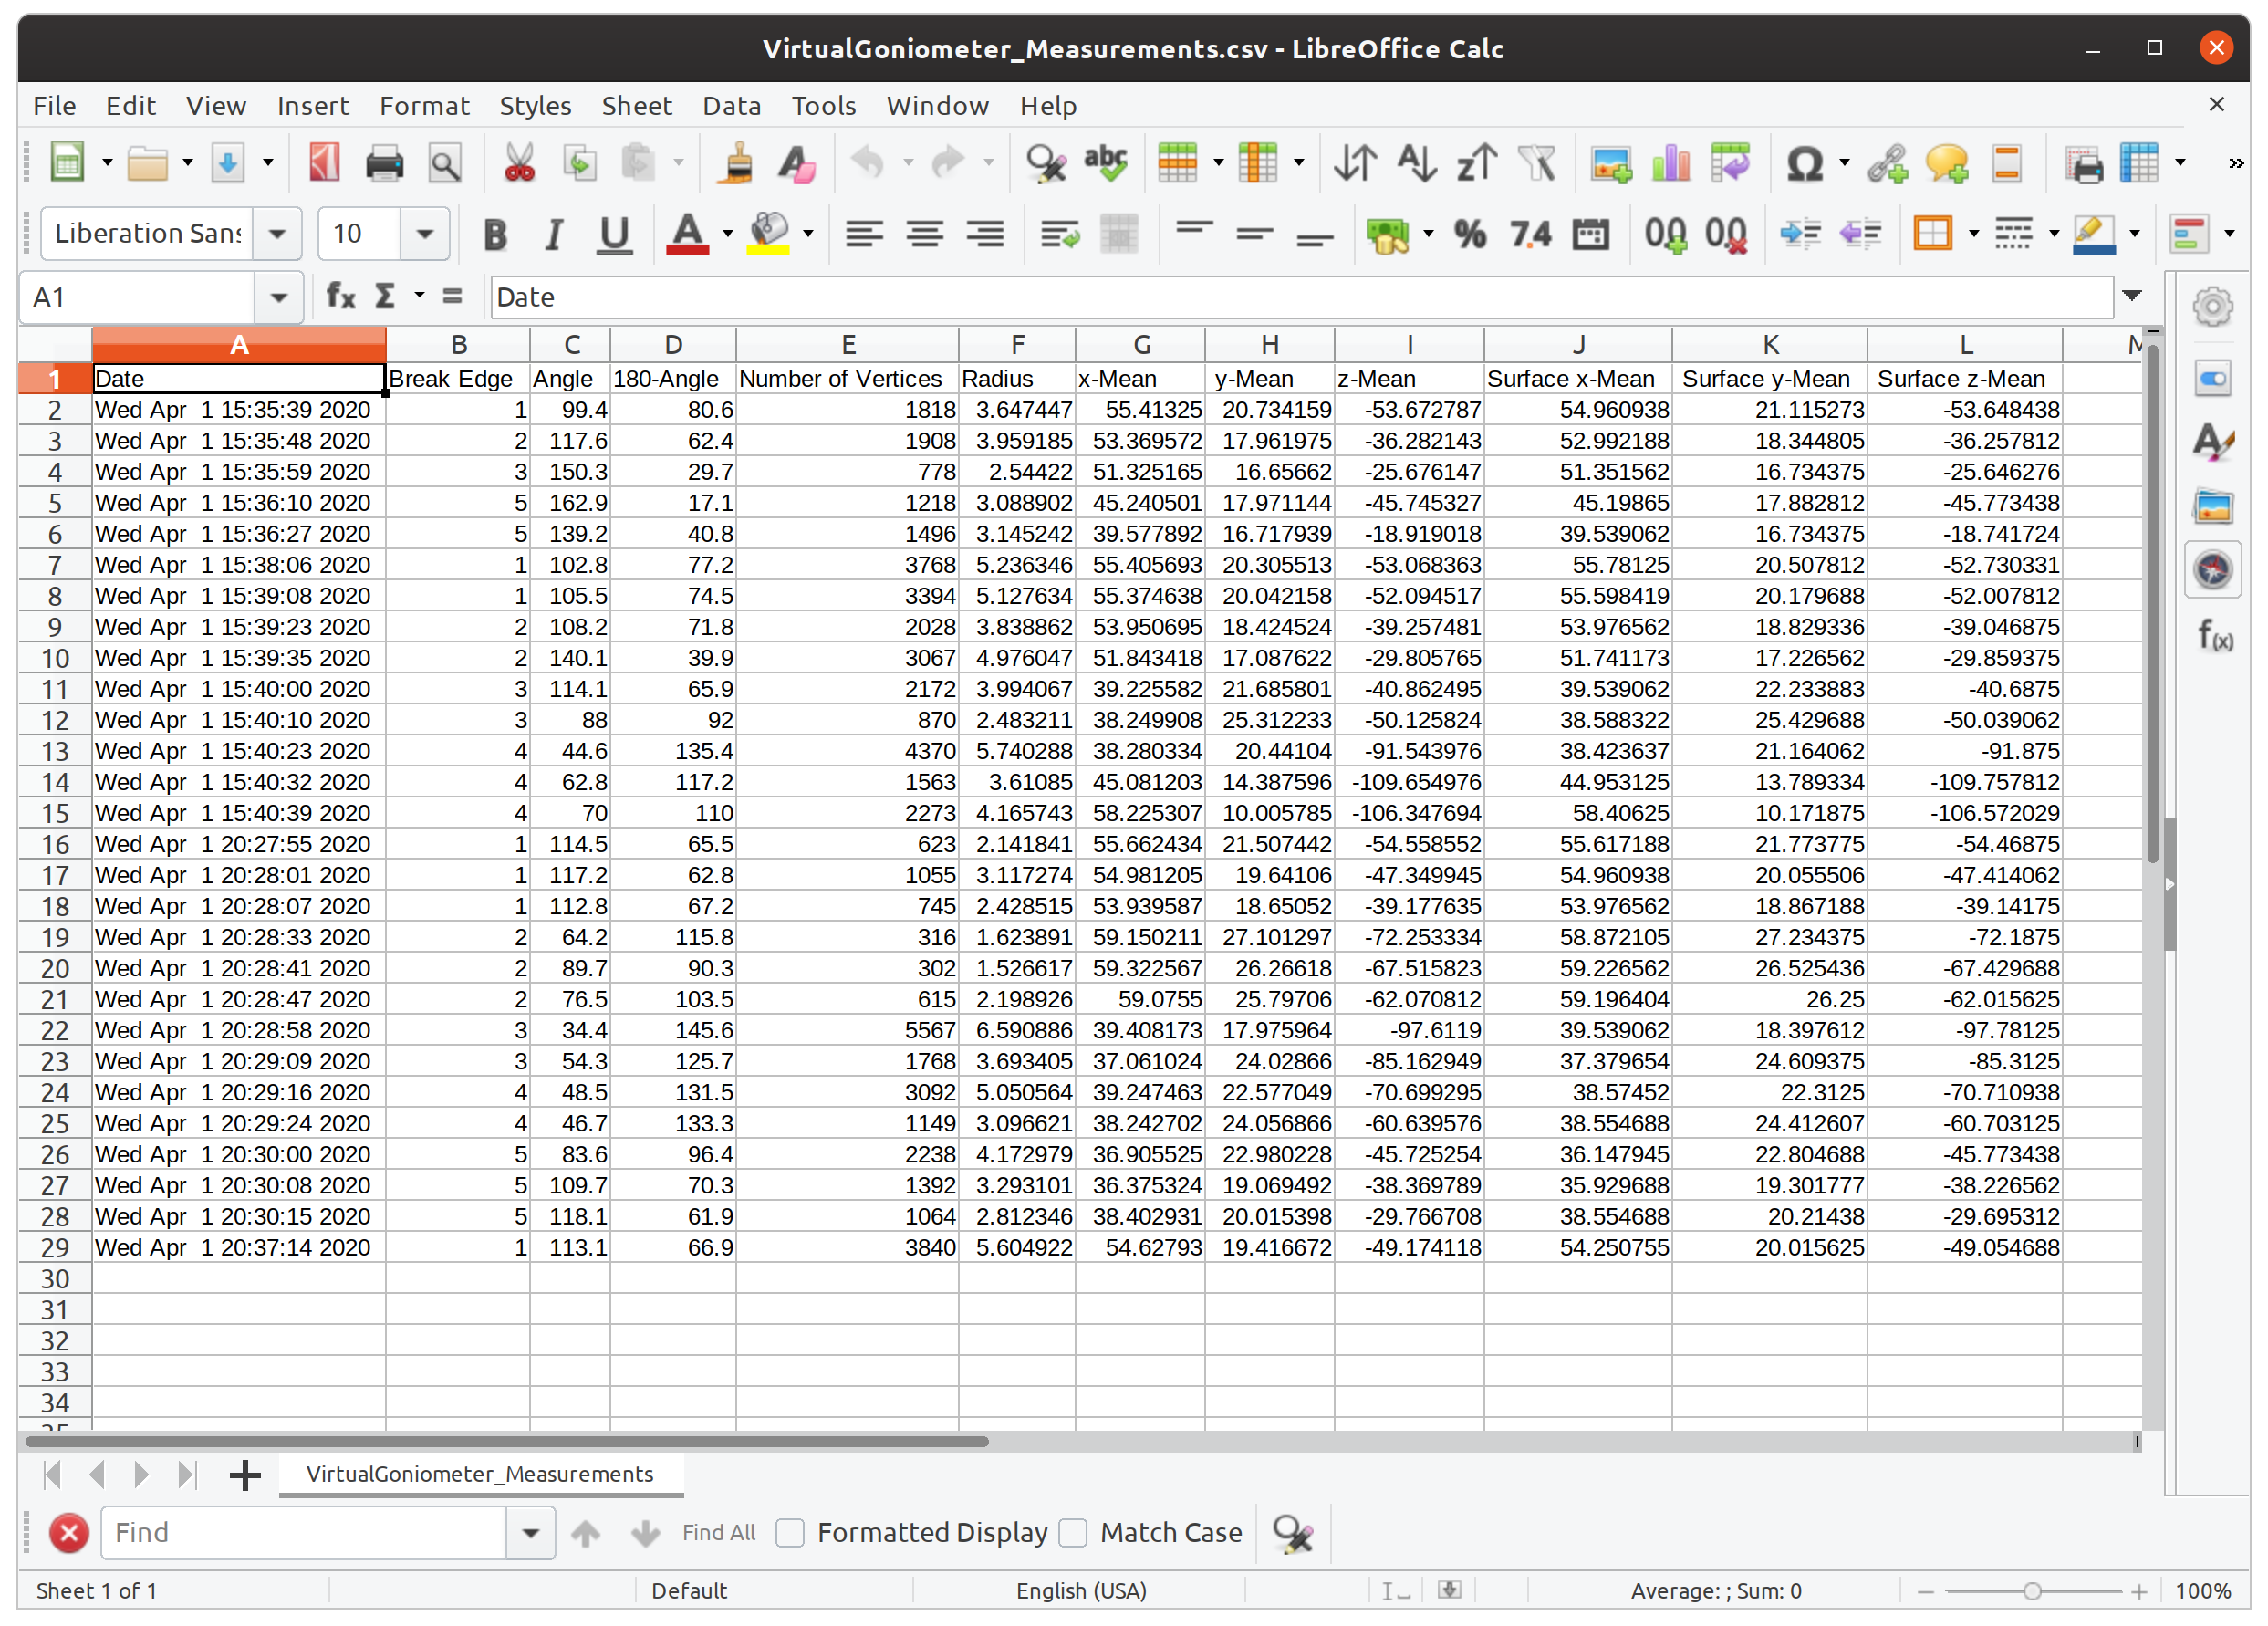 VirtualGoniometer_Measurements.csv - LibreOffice Calc
File Edit View Insert Format Styles Sheet Data Tools Window Help
abc
Liberation Sans 10 B I U A % 7.4
A1 fx Σ = Date
A B C D E F G H I J K L
1 Date Break Edge Angle 180-Angle Number of Vertices Radius x-Mean y-Mean z-Mean Surface x-Mean Surface y-Mean Surface z-Mean
2 Wed Apr 1 15:35:39 2020 1 99.4 80.6 1818 3.647447 55.41325 20.734159 -53.672787 54.960938 21.115273 -53.648438
3 Wed Apr 1 15:35:48 2020 2 117.6 62.4 1908 3.959185 53.369572 17.961975 -36.282143 52.992188 18.344805 -36.257812
4 Wed Apr 1 15:35:59 2020 3 150.3 29.7 778 2.54422 51.325165 16.65662 -25.676147 51.351562 16.734375 -25.646276
5 Wed Apr 1 15:36:10 2020 5 162.9 17.1 1218 3.088902 45.240501 17.971144 -45.745327 45.19865 17.882812 -45.773438
6 Wed Apr 1 15:36:27 2020 5 139.2 40.8 1496 3.145242 39.577892 16.717939 -18.919018 39.539062 16.734375 -18.741724
7 Wed Apr 1 15:38:06 2020 1 102.8 77.2 3768 5.236346 55.405693 20.305513 -53.068363 55.78125 20.507812 -52.730331
8 Wed Apr 1 15:39:08 2020 1 105.5 74.5 3394 5.127634 55.374638 20.042158 -52.094517 55.598419 20.179688 -52.007812
9 Wed Apr 1 15:39:23 2020 2 108.2 71.8 2028 3.838862 53.950695 18.424524 -39.257481 53.976562 18.829336 -39.046875
10 Wed Apr 1 15:39:35 2020 2 140.1 39.9 3067 4.976047 51.843418 17.087622 -29.805765 51.741173 17.226562 -29.859375
11 Wed Apr 1 15:40:00 2020 3 114.1 65.9 2172 3.994067 39.225582 21.685801 -40.862495 39.539062 22.233883 -40.6875
12 Wed Apr 1 15:40:10 2020 3 88 92 870 2.483211 38.249908 25.312233 -50.125824 38.588322 25.429688 -50.039062
13 Wed Apr 1 15:40:23 2020 4 44.6 135.4 4370 5.740288 38.280334 20.44104 -91.543976 38.423637 21.164062 -91.875
14 Wed Apr 1 15:40:32 2020 4 62.8 117.2 1563 3.61085 45.081203 14.387596 -109.654976 44.953125 13.789334 -109.757812
15 Wed Apr 1 15:40:39 2020 4 70 110 2273 4.165743 58.225307 10.005785 -106.347694 58.40625 10.171875 -106.572029
16 Wed Apr 1 20:27:55 2020 1 114.5 65.5 623 2.141841 55.662434 21.507442 -54.558552 55.617188 21.773775 -54.46875
17 Wed Apr 1 20:28:01 2020 1 117.2 62.8 1055 3.117274 54.981205 19.64106 -47.349945 54.960938 20.055506 -47.414062
18 Wed Apr 1 20:28:07 2020 1 112.8 67.2 745 2.428515 53.939587 18.65052 -39.177635 53.976562 18.867188 -39.14175
19 Wed Apr 1 20:28:33 2020 2 64.2 115.8 316 1.623891 59.150211 27.101297 -72.253334 58.872105 27.234375 -72.1875
20 Wed Apr 1 20:28:41 2020 2 89.7 90.3 302 1.526617 59.322567 26.26618 -67.515823 59.226562 26.525436 -67.429688
21 Wed Apr 1 20:28:47 2020 2 76.5 103.5 615 2.198926 59.0755 25.79706 -62.070812 59.196404 26.25 -62.015625
22 Wed Apr 1 20:28:58 2020 3 34.4 145.6 5567 6.590886 39.408173 17.975964 -97.6119 39.539062 18.397612 -97.78125
23 Wed Apr 1 20:29:09 2020 3 54.3 125.7 1768 3.693405 37.061024 24.02866 -85.162949 37.379654 24.609375 -85.3125
24 Wed Apr 1 20:29:16 2020 4 48.5 131.5 3092 5.050564 39.247463 22.577049 -70.699295 38.57452 22.3125 -70.710938
25 Wed Apr 1 20:29:24 2020 4 46.7 133.3 1149 3.096621 38.242702 24.056866 -60.639576 38.554688 24.412607 -60.703125
26 Wed Apr 1 20:30:00 2020 5 83.6 96.4 2238 4.172979 36.905525 22.980228 -45.725254 36.147945 22.804688 -45.773438
27 Wed Apr 1 20:30:08 2020 5 109.7 70.3 1392 3.293101 36.375324 19.069492 -38.369789 35.929688 19.301777 -38.226562
28 Wed Apr 1 20:30:15 2020 5 118.1 61.9 1064 2.812346 38.402931 20.015398 -29.766708 38.554688 20.21438 -29.695312
29 Wed Apr 1 20:37:14 2020 1 113.1 66.9 3840 5.604922 54.62793 19.416672 -49.174118 54.250755 20.015625 -49.054688
30
31
32
33
34
VirtualGoniometer_Measurements
Find Find All Formatted Display Match Case
Sheet 1 of 1 Default English (USA) Average: ; Sum: 0 100%